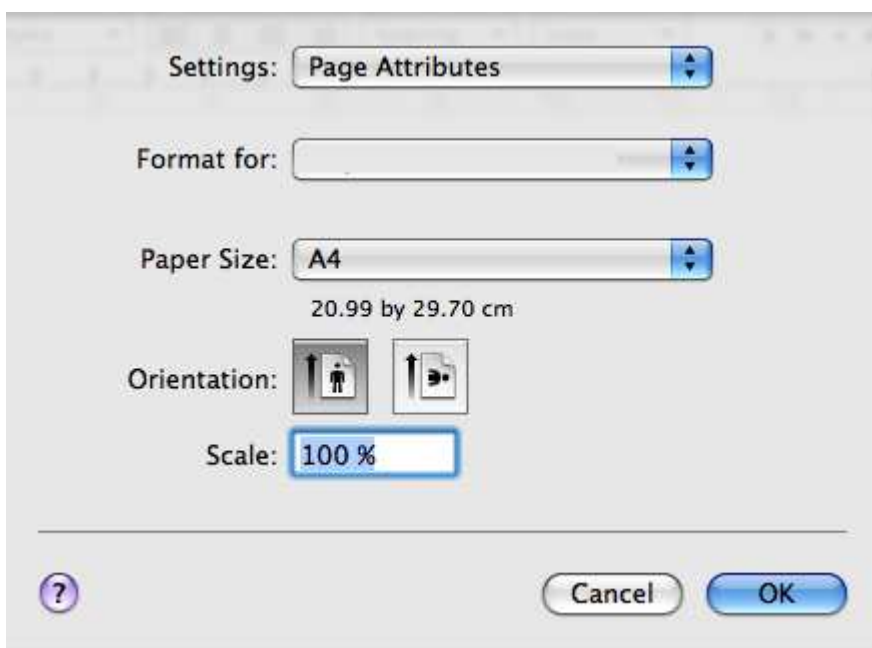 Settings: Page Attributes
Format for:
Paper Size: A4
20.99 by 29.70 cm
Orientation:
Scale: 100 %
? Cancel OK